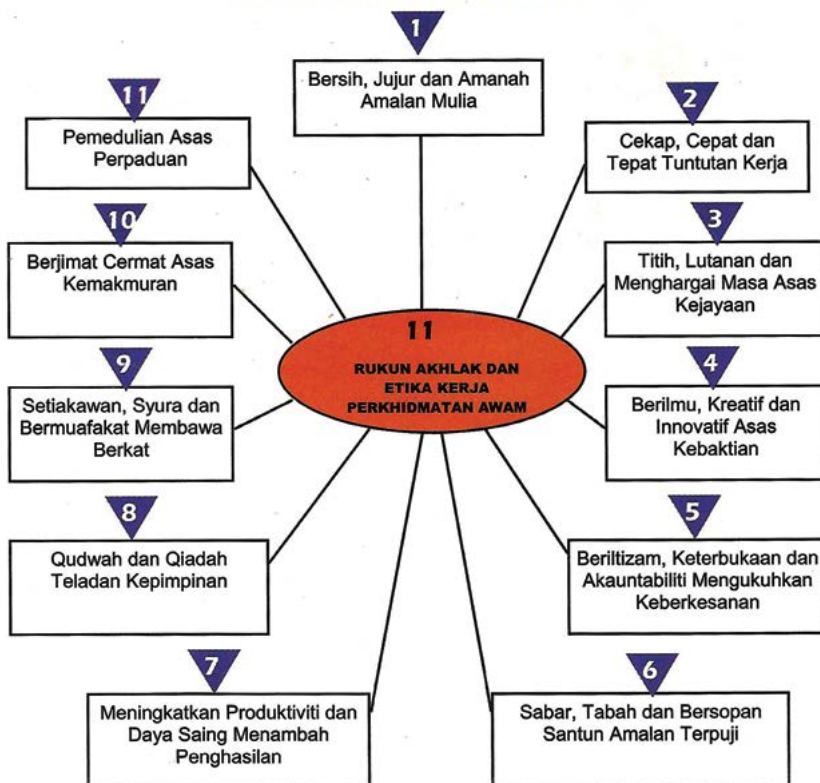 1
Bersih, Jujur dan Amanah
Amalan Mulia
2
Cekap, Cepat dan
Tepat Tuntutan Kerja
3
Titih, Lutanan dan
Menghargai Masa Asas
Kejayaan
4
Berilmu, Kreatif dan
Innovatif Asas
Kebaktian
5
Beriltizam, Keterbukaan dan
Akauntabiliti Mengukuhkan
Keberkesanan
6
Sabar, Tabah dan Bersopan
Santun Amalan Terpuji
7
Meningkatkan Produktiviti dan
Daya Saing Menambah
Penghasilan
8
Qudwah dan Qiadah
Teladan Kepimpinan
9
Setiakawan, Syura dan
Bermuafakat Membawa
Berkat
10
Berjimat Cermat Asas
Kemakmuran
11
Pemedulian Asas
Perpaduan
11
RUKUN AKHLAK DAN
ETIKA KERJA
PERKHIDMATAN AWAM